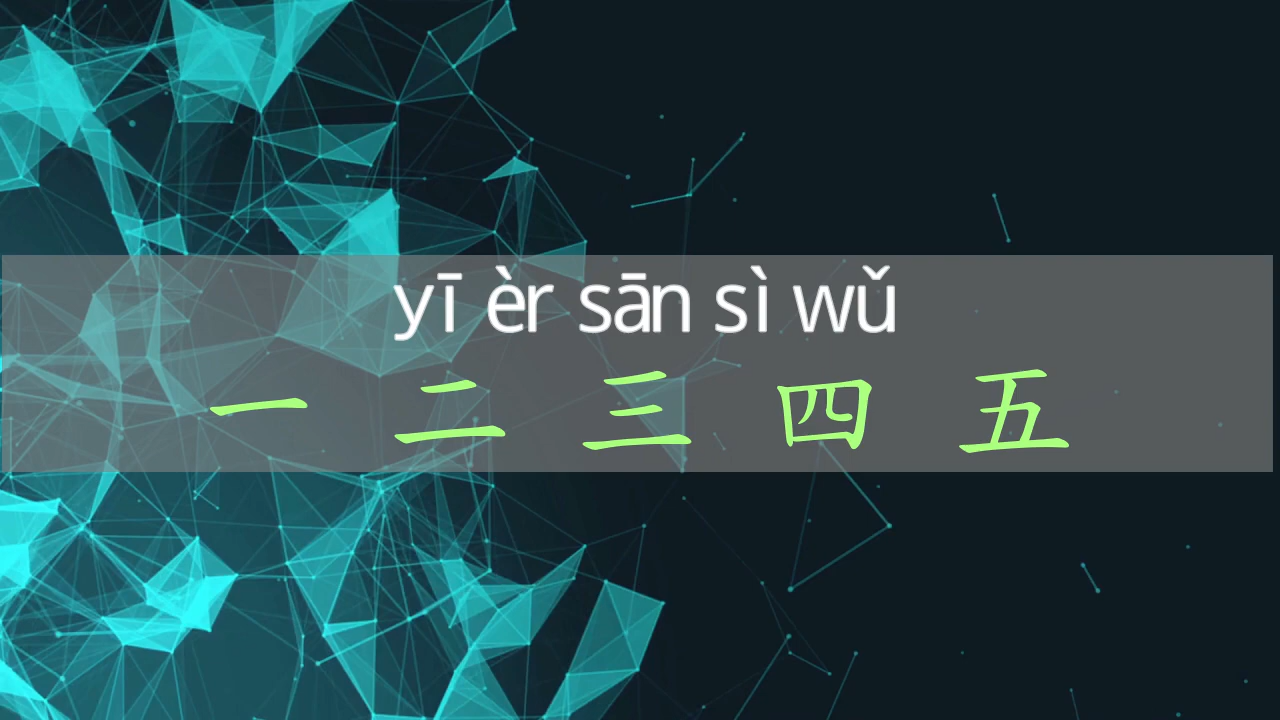 yī èr sān sì wǔ
一 二 三 四 五